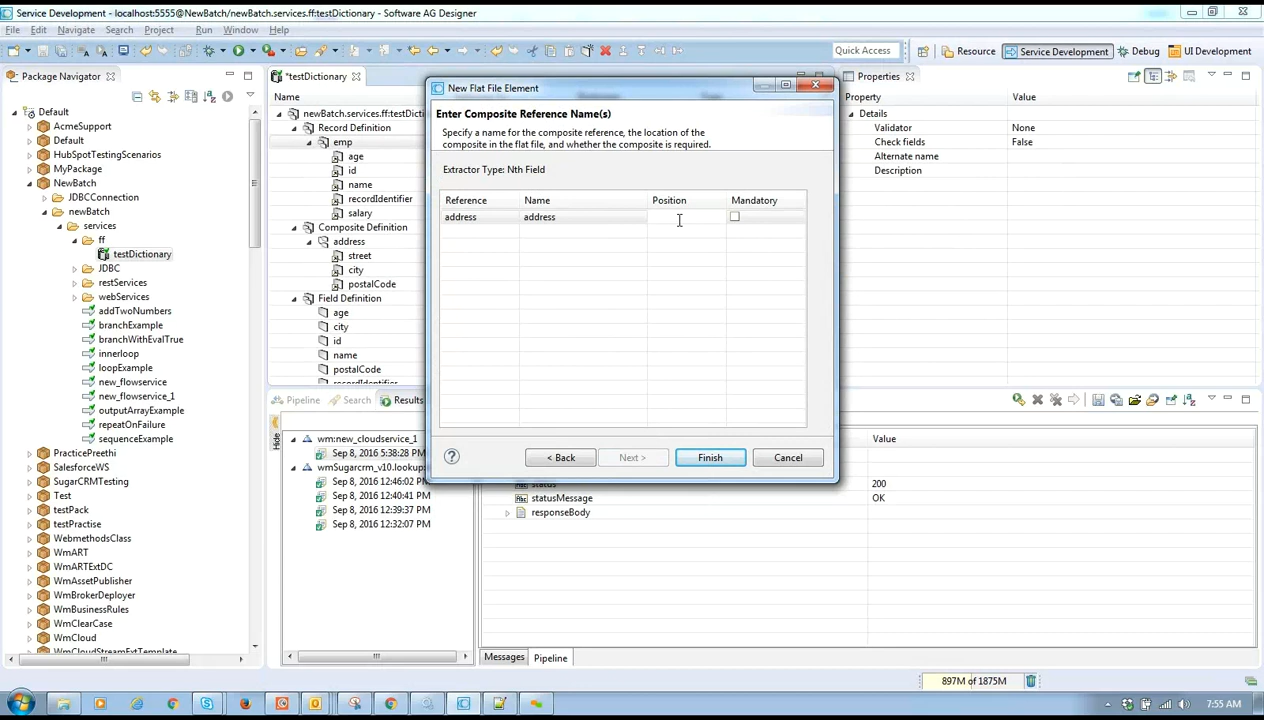 Service Development - localhost:5555@NewBatch/newBatch.services.ff:testDictionary - Software AG Designer
File Edit Navigate Search Project Run Window Help
Quick Access Resource Service Development Debug UI Development
Package Navigator
Default
AcmeSupport
Default
HubSpotTestingScenarios
MyPackage
NewBatch
JDBCConnection
newBatch
services
ff
testDictionary
JDBC
restServices
webServices
addTwoNumbers
branchExample
branchWithEvalTrue
innerloop
loopExample
new_flowservice
new_flowservice_1
outputArrayExample
repeatOnFailure
sequenceExample
PracticePreethi
SalesforceWS
SugarCRMTesting
Test
testPack
testPractise
WebmethodsClass
WmART
WmARTExtDC
WmAssetPublisher
WmBrokerDeployer
WmBusinessRules
WmClearCase
WmCloud
WmCloudStreamExtTemplate
*testDictionary
Name
newBatch.services.ff:testDicti
Record Definition
emp
age
id
name
recordIdentifier
salary
Composite Definition
address
street
city
postalCode
Field Definition
age
city
id
name
postalCode
recordIdentifier
New Flat File Element
Enter Composite Reference Name(s)
Specify a name for the composite reference, the location of the
composite in the flat file, and whether the composite is required.
Extractor Type: Nth Field
Reference Name Position Mandatory
address address
< Back Next > Finish Cancel
Properties
Property Value
Details
Validator None
Check fields False
Alternate name
Description
Pipeline Search Results
Hide
wm:new_cloudservice_1
Sep 8, 2016 5:38:28 PM
wmSugarcrm_v10.lookup:
Sep 8, 2016 12:46:02 PM
Sep 8, 2016 12:40:41 PM
Sep 8, 2016 12:39:37 PM
Sep 8, 2016 12:32:07 PM
Value
status 200
statusMessage OK
responseBody
Messages Pipeline
897M of 1875M
7:55 AM